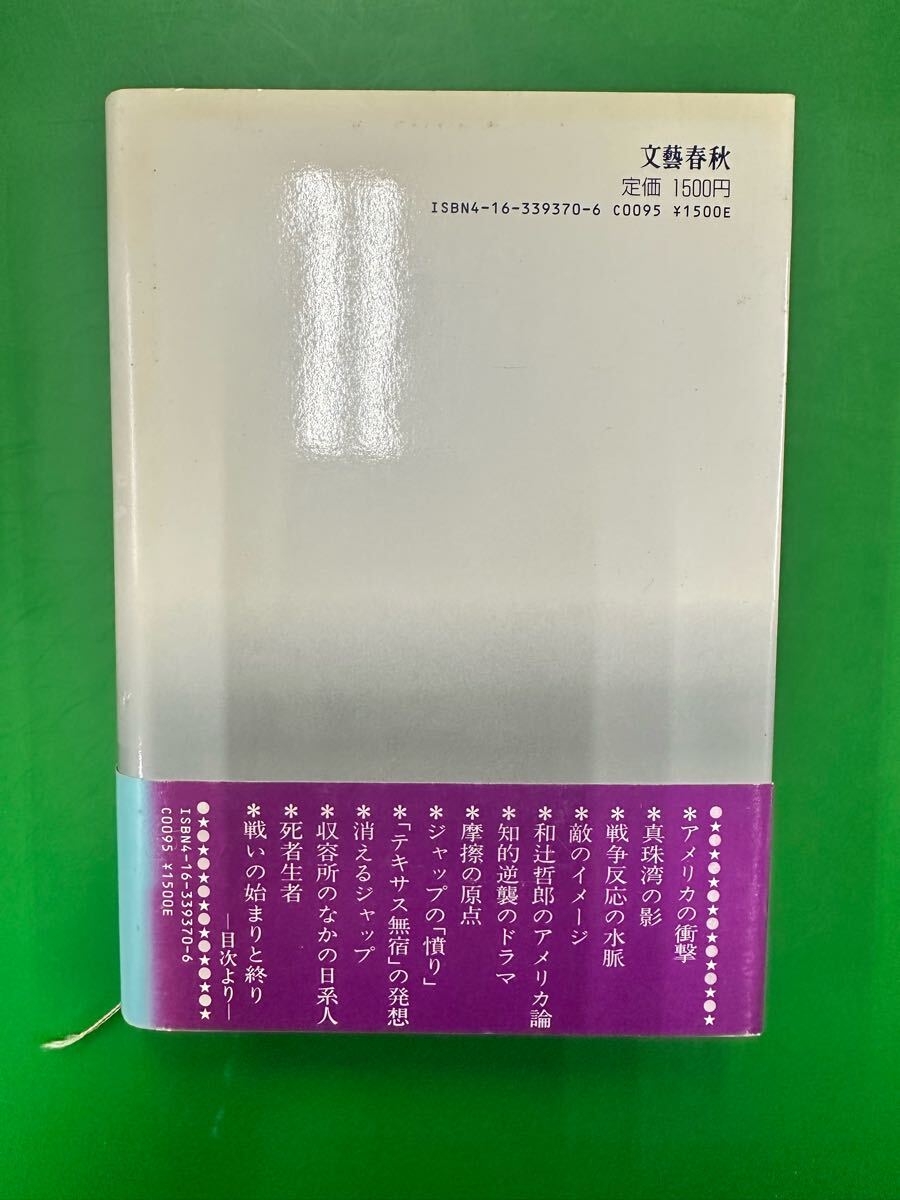 文藝春秋
定価 1500円
ISBN4-16-339370-6 C0095 ¥1500E
●★●★●★●★●★●★●★●★●★
＊アメリカの衝撃
＊真珠湾の影
＊戦争反応の水脈
＊敵のイメージ
＊和辻哲郎のアメリカ論
＊知的逆襲のドラマ
＊摩擦の原点
＊ジャップの「憤り」
＊「テキサス無宿」の発想
＊消えるジャップ
＊収容所のなかの日系人
＊死者生者
＊戦いの始まりと終り
―目次より―
●★●★●★●★●★●★●★●★●★
ISBN4-16-339370-6
C0095 ¥1500E